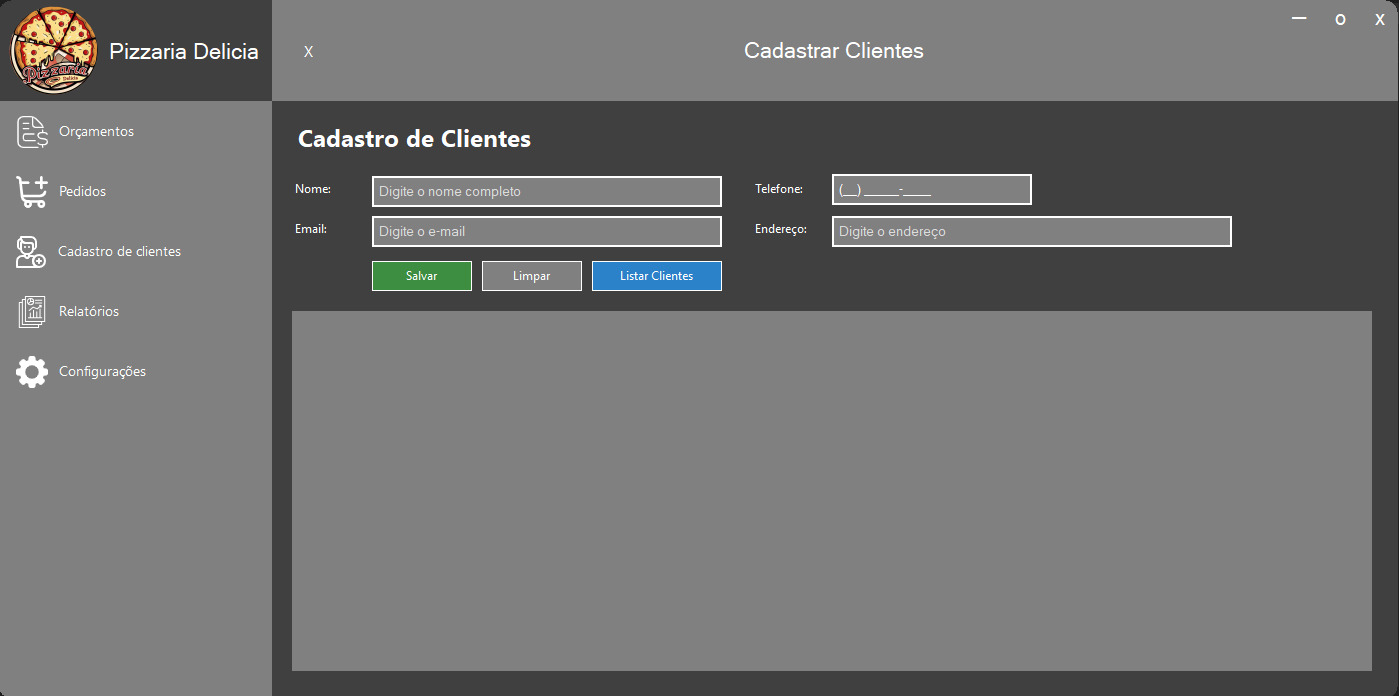 Pizzaria
Delicia
Pizzaria Delicia
X
Cadastrar Clientes
— O X
Orçamentos
Pedidos
Cadastro de clientes
Relatórios
Configurações
Cadastro de Clientes
Nome: Digite o nome completo Telefone: (__) _____-____
Email: Digite o e-mail Endereço: Digite o endereço
Salvar Limpar Listar Clientes